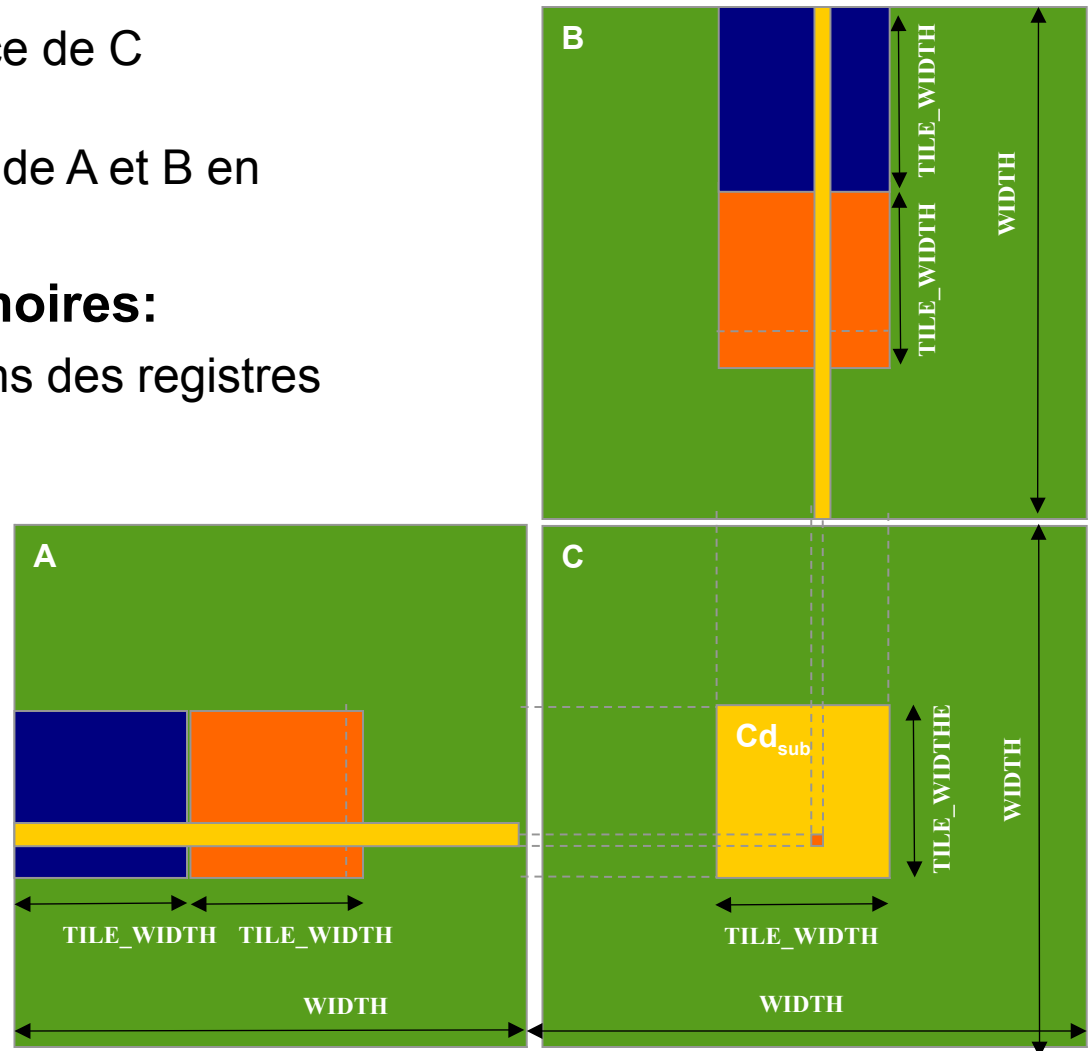 ce de C
de A et B en
noires:
ns des registres
B
TILE_WIDTH
TILE_WIDTH
WIDTH
A
TILE_WIDTH TILE_WIDTH
WIDTH
C
Cdsub
TILE_WIDTHE
WIDTH
TILE_WIDTH
WIDTH